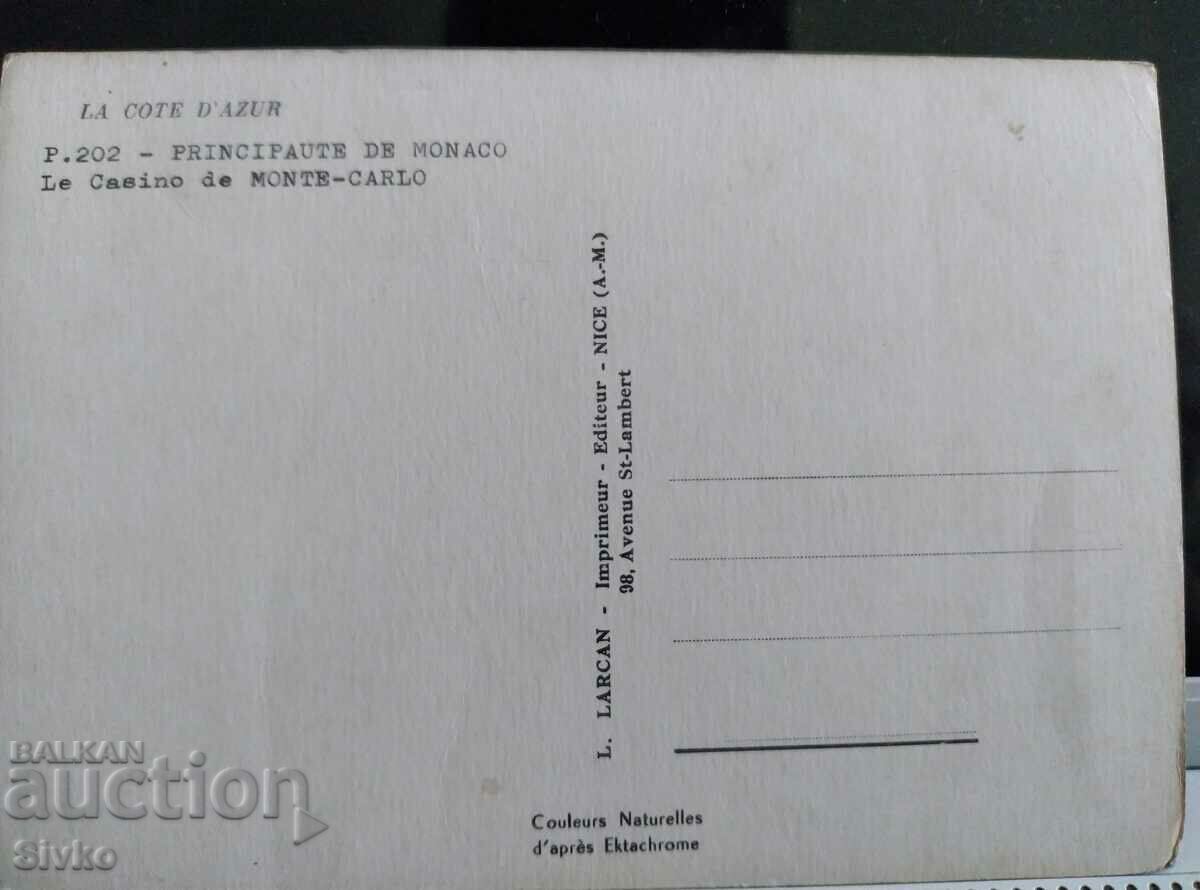 LA COTE D'AZUR
P.202 - PRINCIPAUTE DE MONACO
Le Casino de MONTE-CARLO
L. LARCAN - Imprimeur - Editeur - NICE (A.-M.)
98, Avenue St-Lambert
Couleurs Naturelles
d'après Ektachrome
BALKAN
auction
Sivko